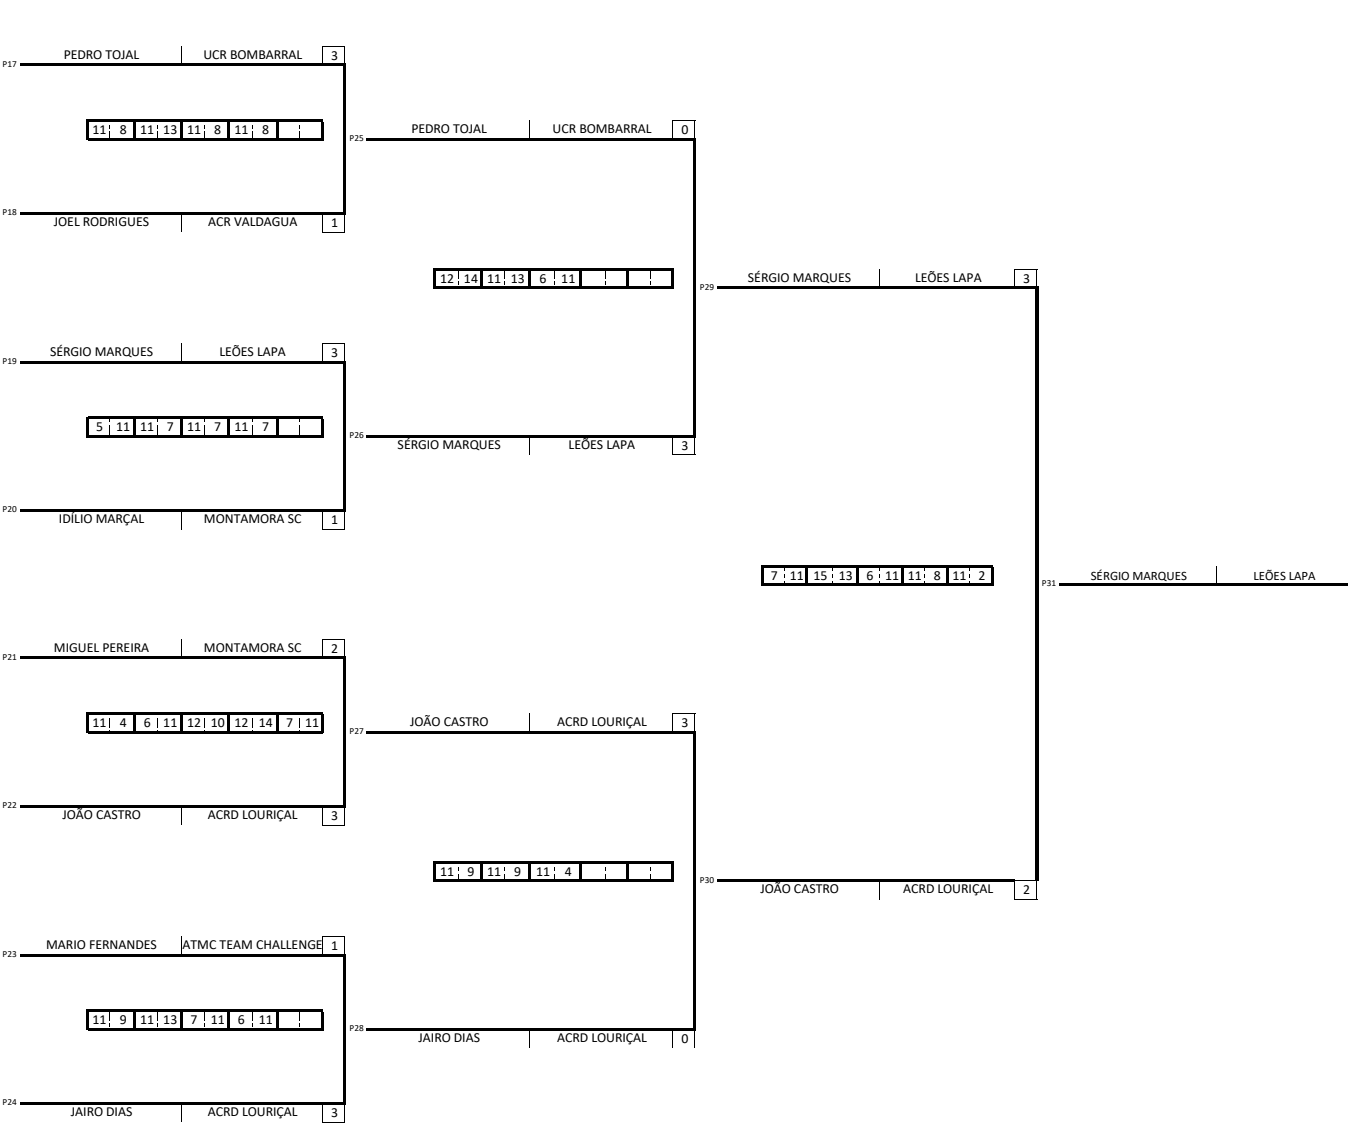 PEDRO TOJAL UCR BOMBARRAL 3
P17
11 8 11 13 11 8 11 8
P25 PEDRO TOJAL UCR BOMBARRAL 0
P18
JOEL RODRIGUES ACR VALDAGUA 1
12 14 11 13 6 11
P29 SÉRGIO MARQUES LEÕES LAPA 3
SÉRGIO MARQUES LEÕES LAPA 3
P19
5 11 11 7 11 7 11 7
P26
SÉRGIO MARQUES LEÕES LAPA 3
P20
IDÍLIO MARÇAL MONTAMORA SC 1
7 11 15 13 6 11 11 8 11 2
P31 SÉRGIO MARQUES LEÕES LAPA
MIGUEL PEREIRA MONTAMORA SC 2
P21
11 4 6 11 12 10 12 14 7 11
P27 JOÃO CASTRO ACRD LOURIÇAL 3
P22
JOÃO CASTRO ACRD LOURIÇAL 3
11 9 11 9 11 4
P30
JOÃO CASTRO ACRD LOURIÇAL 2
MARIO FERNANDES ATMC TEAM CHALLENGE 1
P23
11 9 11 13 7 11 6 11
P28
JAIRO DIAS ACRD LOURIÇAL 0
P24
JAIRO DIAS ACRD LOURIÇAL 3